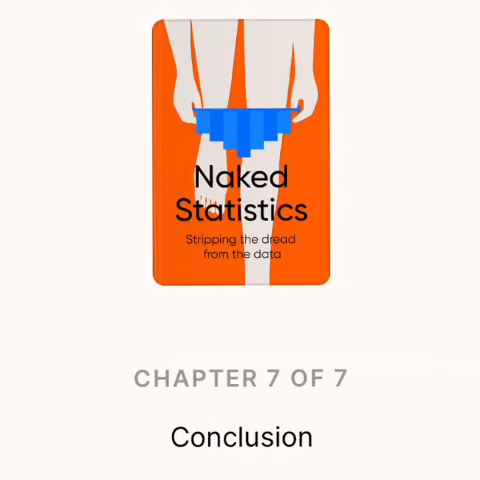 Naked
Statistics
Stripping the dread
from the data
CHAPTER 7 OF 7
Conclusion